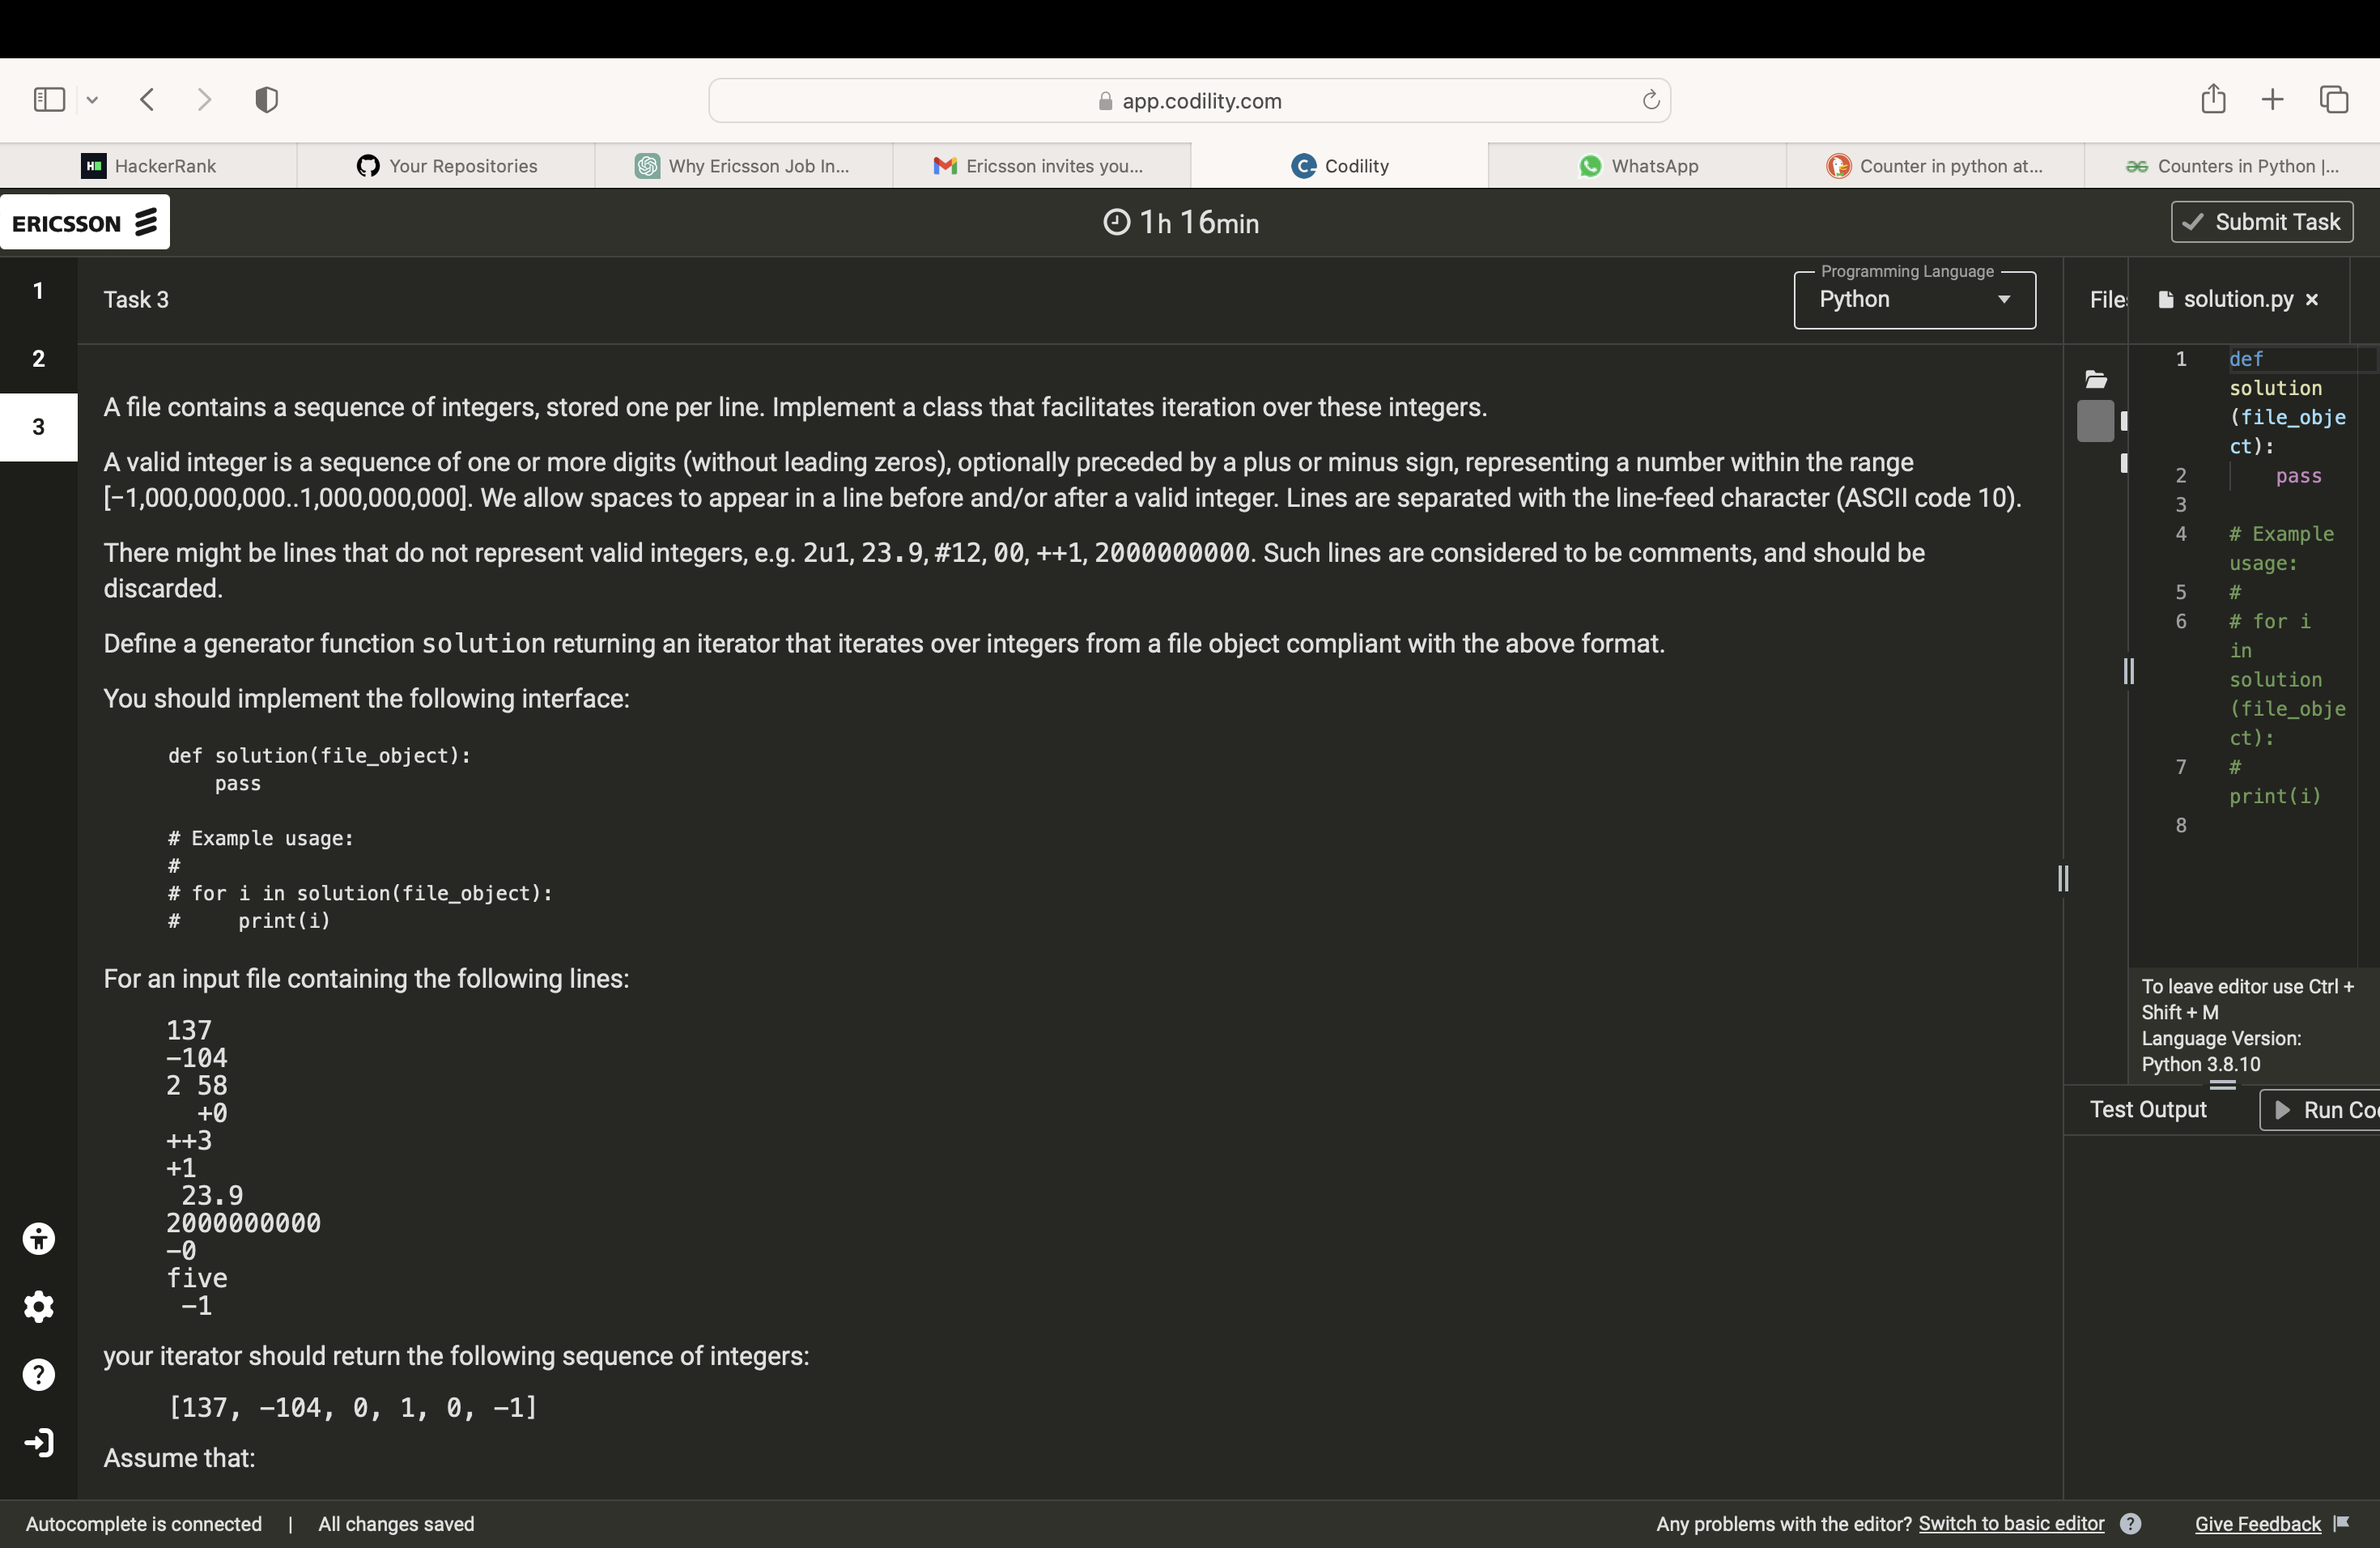 app.codility.com
HackerRank
Your Repositories
Why Ericsson Job In...
Ericsson invites you...
Codility
WhatsApp
Counter in python at...
Counters in Python |...
ERICSSON
1h 16min
Submit Task
1
2
3
Task 3
Programming Language
Python
A file contains a sequence of integers, stored one per line. Implement a class that facilitates iteration over these integers.
A valid integer is a sequence of one or more digits (without leading zeros), optionally preceded by a plus or minus sign, representing a number within the range
[−1,000,000,000..1,000,000,000]. We allow spaces to appear in a line before and/or after a valid integer. Lines are separated with the line-feed character (ASCII code 10).
There might be lines that do not represent valid integers, e.g. 2u1, 23.9, #12, 00, ++1, 2000000000. Such lines are considered to be comments, and should be
discarded.
Define a generator function solution returning an iterator that iterates over integers from a file object compliant with the above format.
You should implement the following interface:
def solution(file_object):
    pass
# Example usage:
#
# for i in solution(file_object):
#     print(i)
For an input file containing the following lines:
137
-104
2 58
  +0
++3
+1
 23.9
2000000000
-0
five
 -1
your iterator should return the following sequence of integers:
[137, -104, 0, 1, 0, -1]
Assume that:
Files
solution.py ×
1 def
solution
(file_obje
ct):
2     pass
3
4 # Example
usage:
5 #
6 # for i
in
solution
(file_obje
ct):
7 #
print(i)
8
To leave editor use Ctrl +
Shift + M
Language Version:
Python 3.8.10
Test Output
Run Co
Autocomplete is connected | All changes saved
Any problems with the editor? Switch to basic editor ?
Give Feedback